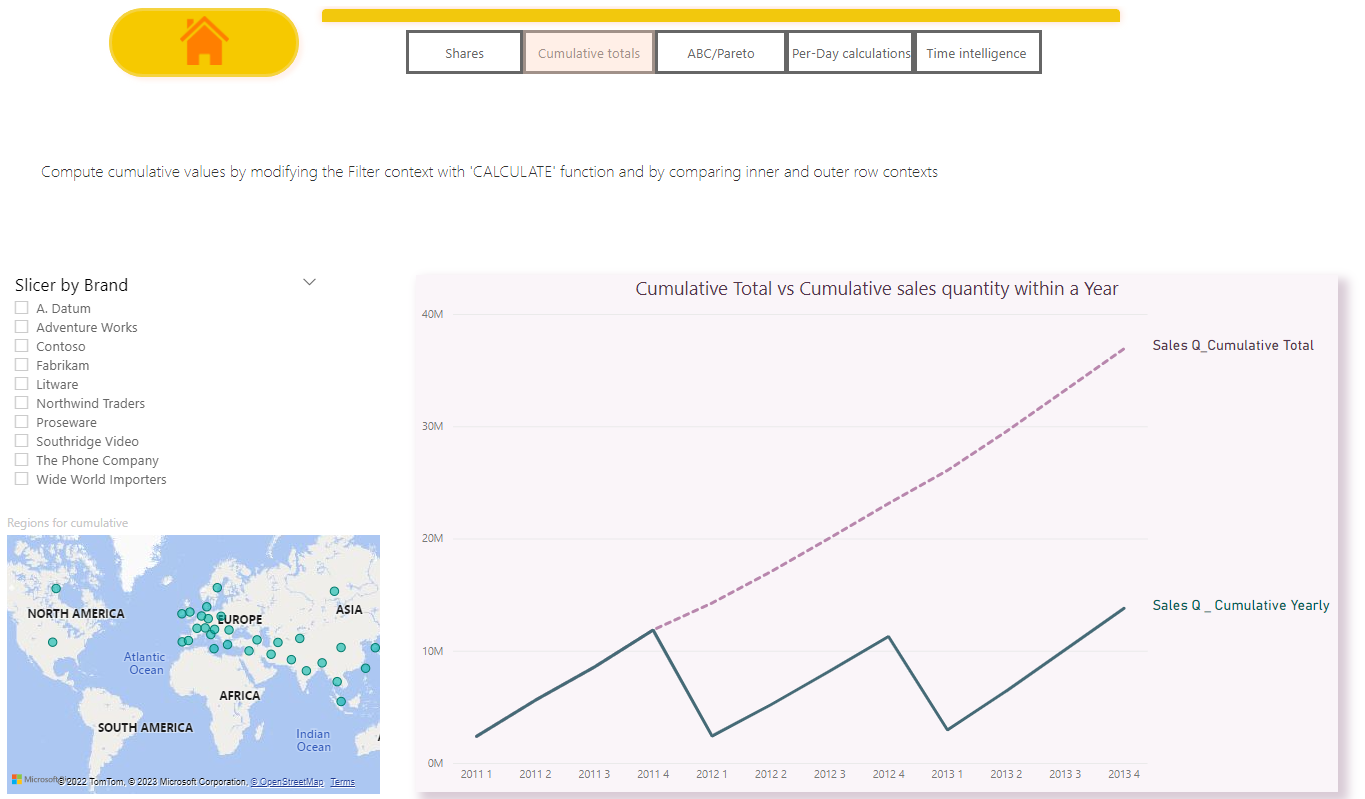 Shares
Cumulative totals
ABC/Pareto
Per-Day calculations
Time intelligence
Compute cumulative values by modifying the Filter context with 'CALCULATE' function and by comparing inner and outer row contexts
Slicer by Brand
A. Datum
Adventure Works
Contoso
Fabrikam
Litware
Northwind Traders
Proseware
Southridge Video
The Phone Company
Wide World Importers
Regions for cumulative
NORTH AMERICA
EUROPE
ASIA
Atlantic
Ocean
AFRICA
SOUTH AMERICA
Indian
Ocean
A
Microsoft
© 2022 TomTom, © 2023 Microsoft Corporation, © OpenStreetMap Terms
Cumulative Total vs Cumulative sales quantity within a Year
40M
30M
20M
10M
0M
Sales Q_Cumulative Total
Sales Q _ Cumulative Yearly
2011 1
2011 2
2011 3
2011 4
2012 1
2012 2
2012 3
2012 4
2013 1
2013 2
2013 3
2013 4